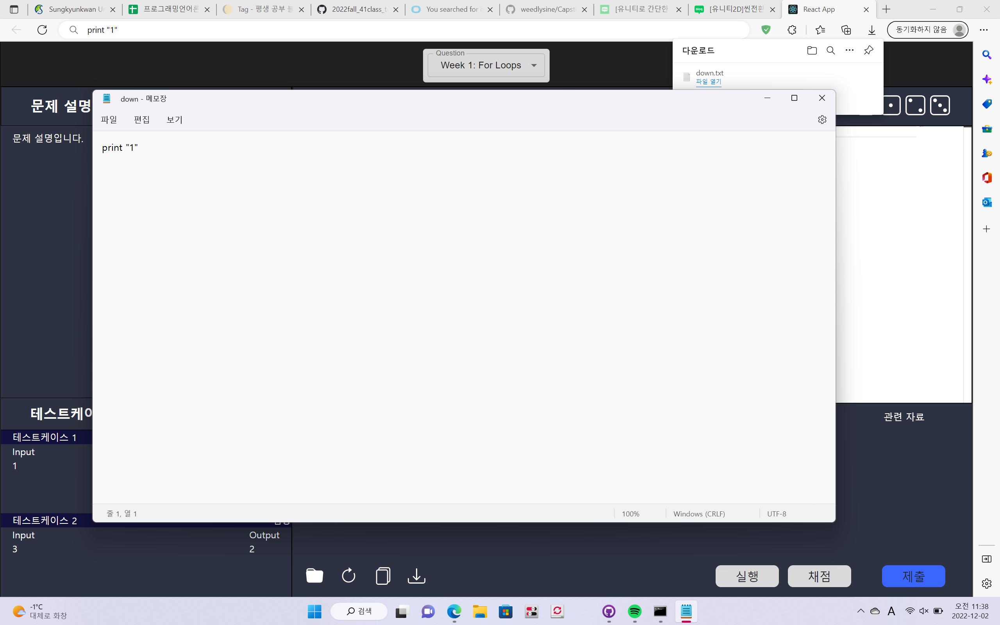 Sungkyunkwan Un
프로그래밍언어론
Tag - 평생 공부 블
2022fall_41class_te
You searched for c
weedlysine/Capsto
[유니티로 간단한
[유니티2D]씬전환
React App
print "1"
동기화하지 않음
Question
Week 1: For Loops
다운로드
down.txt
파일 열기
문제 설명
down - 메모장
파일 편집 보기
문제 설명입니다.
print "1"
테스트케이
관련 자료
테스트케이스 1
Input
1
줄 1, 열 1
100%
Windows (CRLF)
UTF-8
테스트케이스 2
Input
Output
3
2
실행
채점
제출
-1°C
대체로 화창
검색
A
오전 11:38
2022-12-02